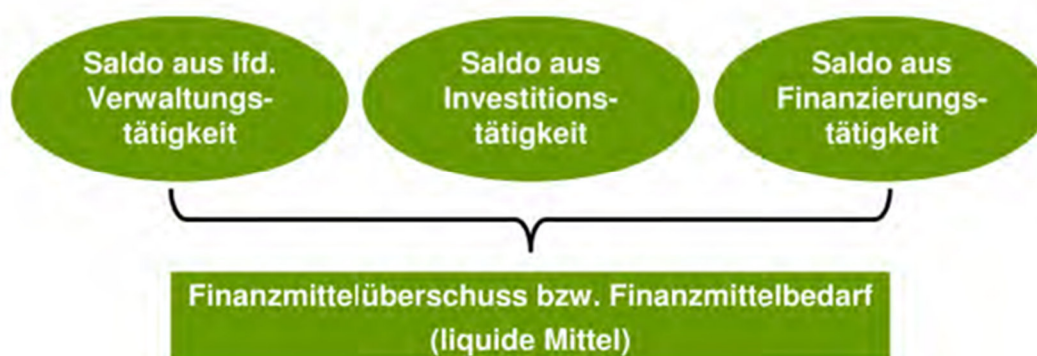 Saldo aus lfd.
Verwaltungs-
tätigkeit
Saldo aus
Investitions-
tätigkeit
Saldo aus
Finanzierungs-
tätigkeit
Finanzmittelüberschuss bzw. Finanzmittelbedarf
(liquide Mittel)